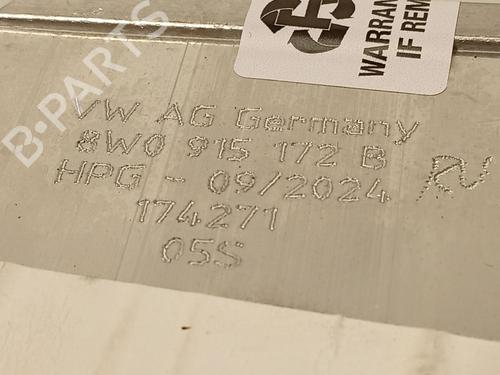 B-PARTS
WARRAN
IF REM
VW AG Germany
8W0 915 172 B
HPG - 09/2024
174271
05S